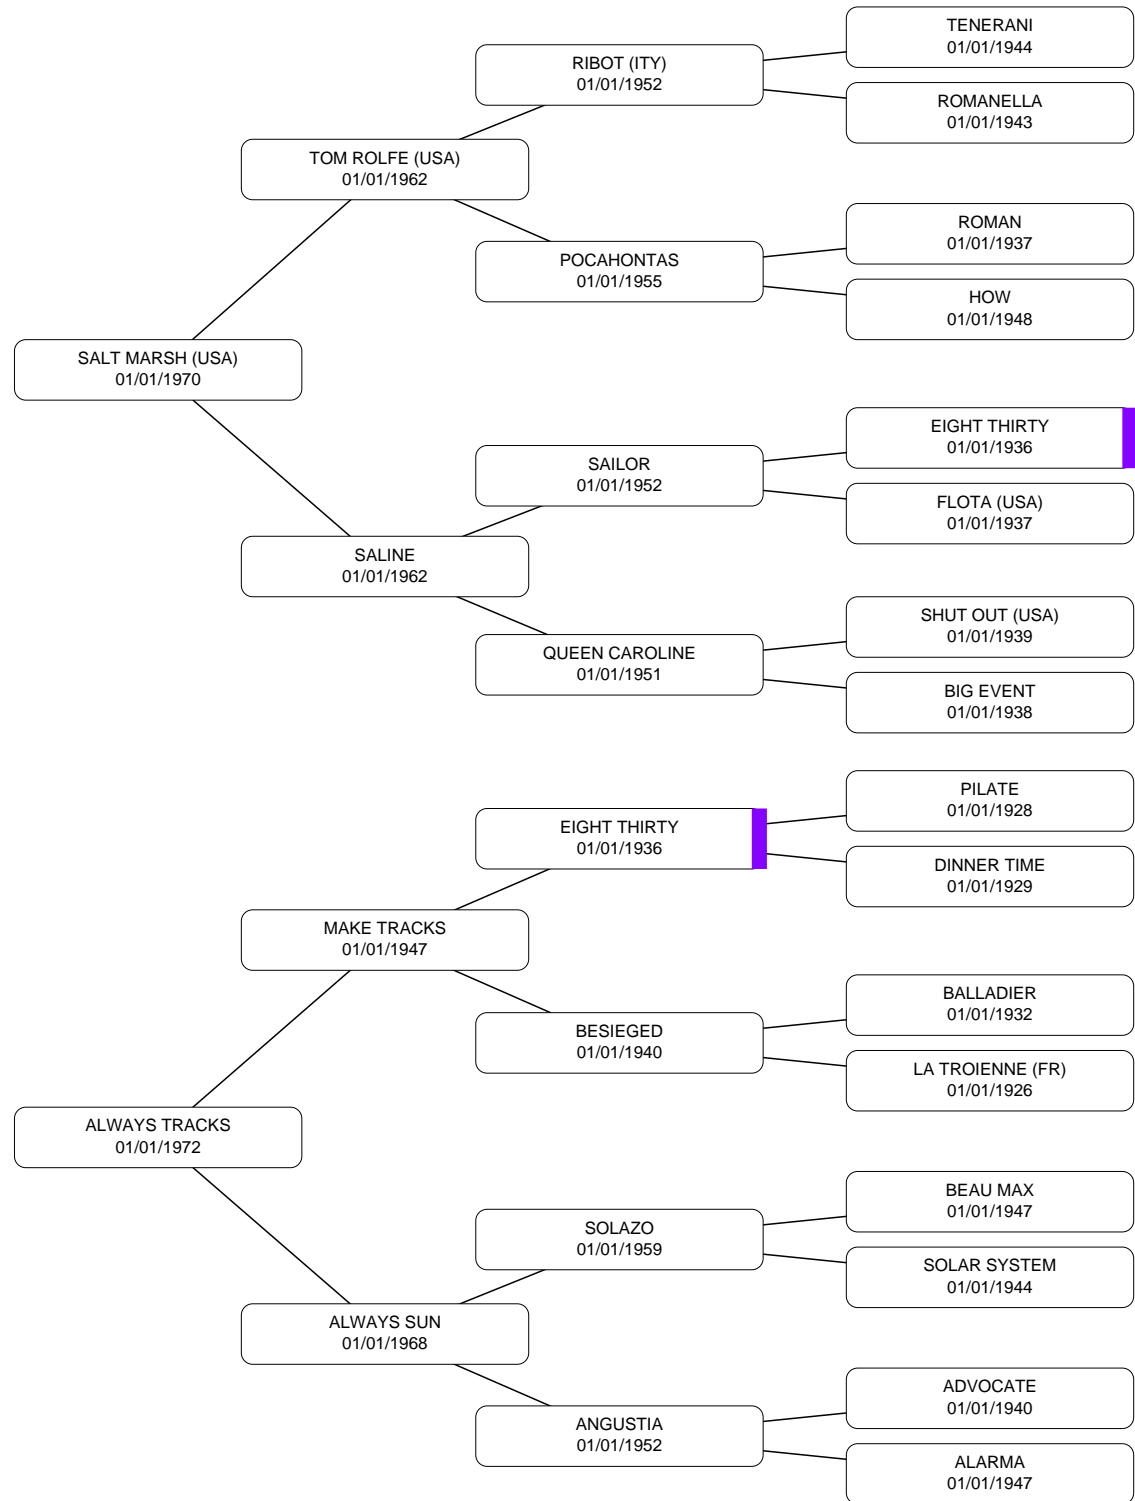 TENERANI
01/01/1944
RIBOT (ITY)
01/01/1952
ROMANELLA
01/01/1943
TOM ROLFE (USA)
01/01/1962
ROMAN
01/01/1937
POCAHONTAS
01/01/1955
HOW
01/01/1948
SALT MARSH (USA)
01/01/1970
EIGHT THIRTY
01/01/1936
SAILOR
01/01/1952
FLOTA (USA)
01/01/1937
SALINE
01/01/1962
SHUT OUT (USA)
01/01/1939
QUEEN CAROLINE
01/01/1951
BIG EVENT
01/01/1938
PILATE
01/01/1928
EIGHT THIRTY
01/01/1936
DINNER TIME
01/01/1929
MAKE TRACKS
01/01/1947
BALLADIER
01/01/1932
BESIEGED
01/01/1940
LA TROIENNE (FR)
01/01/1926
ALWAYS TRACKS
01/01/1972
BEAU MAX
01/01/1947
SOLAZO
01/01/1959
SOLAR SYSTEM
01/01/1944
ALWAYS SUN
01/01/1968
ADVOCATE
01/01/1940
ANGUSTIA
01/01/1952
ALARMA
01/01/1947